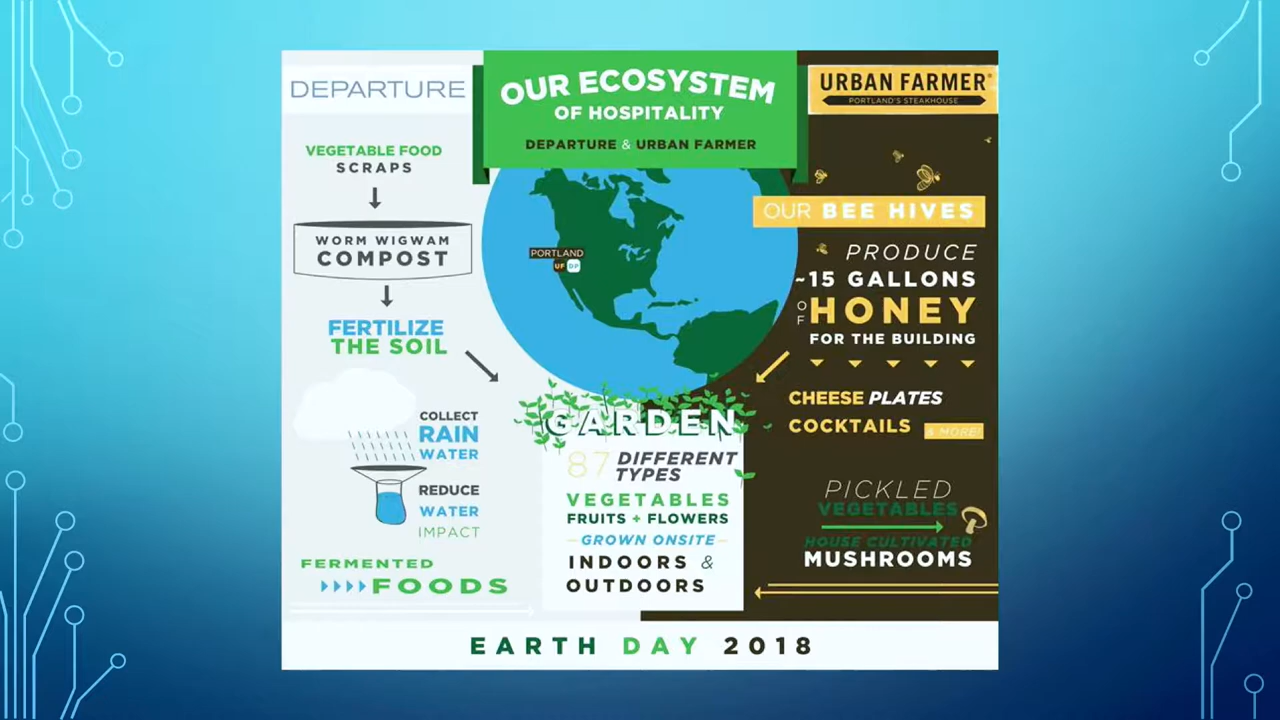 DEPARTURE
OUR ECOSYSTEM
OF HOSPITALITY
DEPARTURE & URBAN FARMER
URBAN FARMER
PORTLAND'S STEAKHOUSE
VEGETABLE FOOD
SCRAPS
WORM WIGWAM
COMPOST
FERTILIZE
THE SOIL
COLLECT
RAIN
WATER
REDUCE
WATER
IMPACT
FERMENTED
FOODS
PORTLAND
UF DP
GARDEN
87 DIFFERENT
TYPES
VEGETABLES
FRUITS + FLOWERS
GROWN ONSITE
INDOORS &
OUTDOORS
OUR BEE HIVES
PRODUCE
~15 GALLONS
OF HONEY
FOR THE BUILDING
CHEESE PLATES
COCKTAILS & MORE!
PICKLED
VEGETABLES
HOUSE CULTIVATED
MUSHROOMS
EARTH DAY 2018